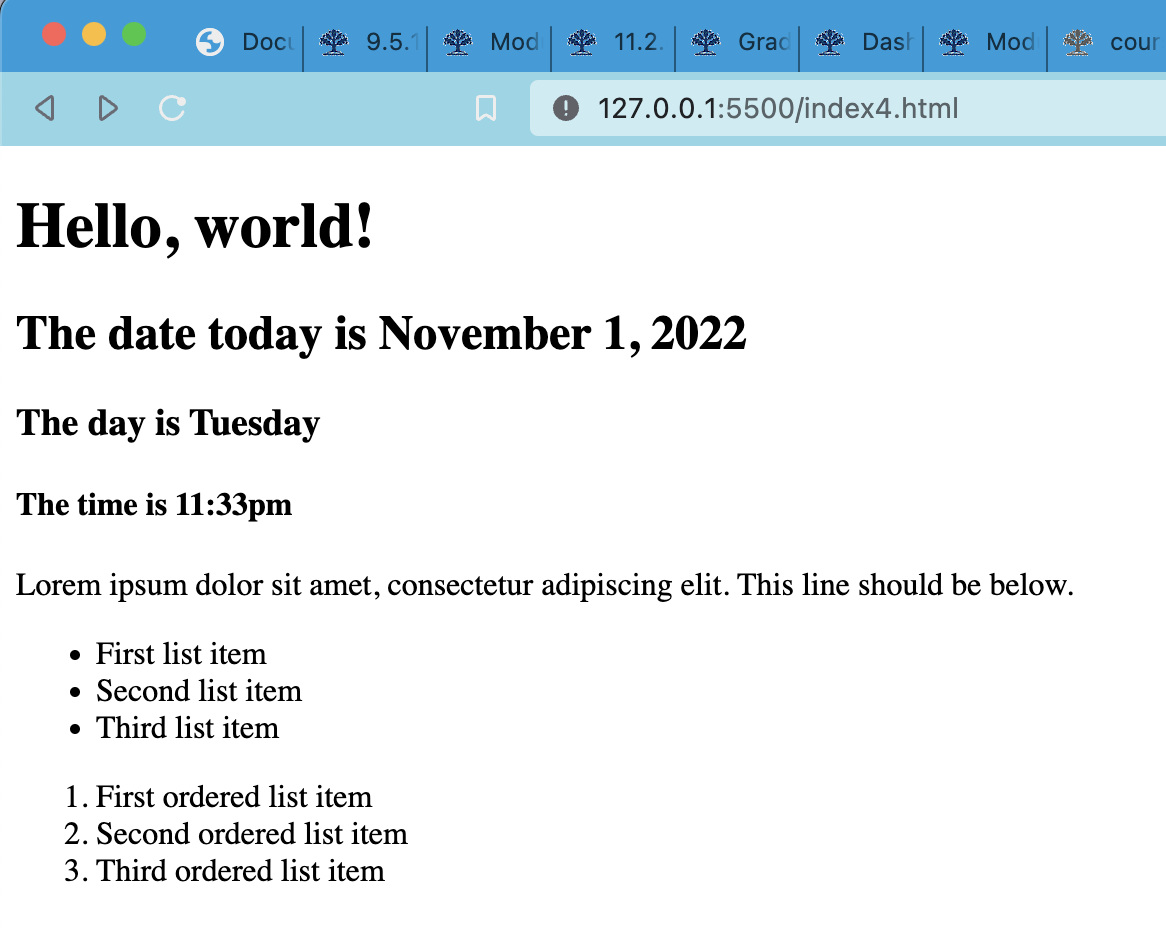 Docu 9.5.1 Mod 11.2. Grad Dash Mod cour
127.0.0.1:5500/index4.html
Hello, world!
The date today is November 1, 2022
The day is Tuesday
The time is 11:33pm
Lorem ipsum dolor sit amet, consectetur adipiscing elit. This line should be below.
• First list item
• Second list item
• Third list item
1. First ordered list item
2. Second ordered list item
3. Third ordered list item